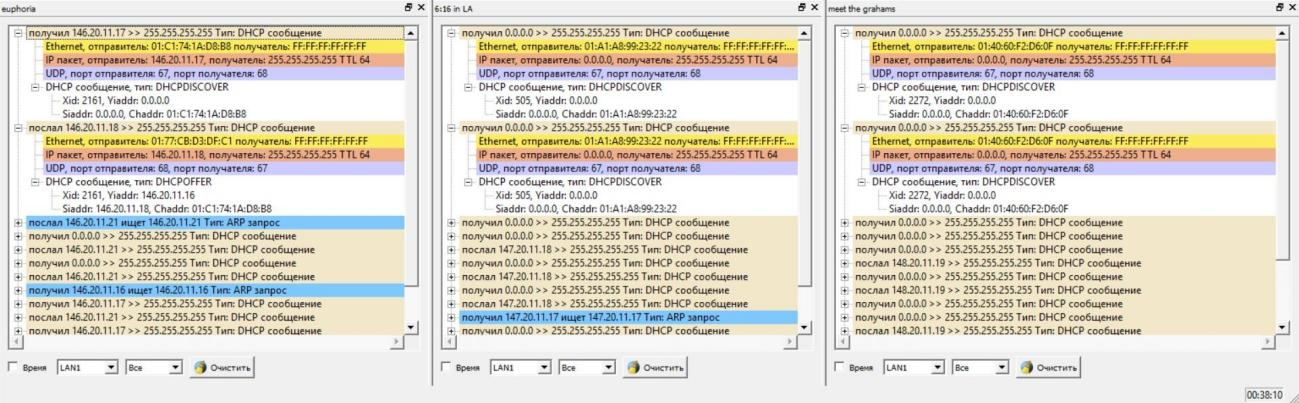 euphoria
получил 146.20.11.17 >> 255.255.255.255 Тип: DHCP сообщение
Ethernet, отправитель: 01:C1:74:1A:D8:B8 получатель: FF:FF:FF:FF:FF:FF
IP пакет, отправитель: 146.20.11.17, получатель: 255.255.255.255 TTL 64
UDP, порт отправителя: 67, порт получателя: 68
DHCP сообщение, тип: DHCPDISCOVER
Xid: 2161, Yiaddr: 0.0.0.0
Siaddr: 0.0.0.0, Chaddr: 01:C1:74:1A:D8:B8
послал 146.20.11.18 >> 255.255.255.255 Тип: DHCP сообщение
Ethernet, отправитель: 01:77:CB:D3:DF:C1 получатель: FF:FF:FF:FF:FF:FF
IP пакет, отправитель: 146.20.11.18, получатель: 255.255.255.255 TTL 64
UDP, порт отправителя: 68, порт получателя: 67
DHCP сообщение, тип: DHCPOFFER
Xid: 2161, Yiaddr: 146.20.11.16
Siaddr: 146.20.11.18, Chaddr: 01:C1:74:1A:D8:B8
послал 146.20.11.21 ищет 146.20.11.21 Тип: ARP запрос
получил 0.0.0.0 >> 255.255.255.255 Тип: DHCP сообщение
послал 146.20.11.21 >> 255.255.255.255 Тип: DHCP сообщение
получил 0.0.0.0 >> 255.255.255.255 Тип: DHCP сообщение
послал 146.20.11.21 >> 255.255.255.255 Тип: DHCP сообщение
получил 146.20.11.16 ищет 146.20.11.16 Тип: ARP запрос
получил 146.20.11.17 >> 255.255.255.255 Тип: DHCP сообщение
послал 146.20.11.21 >> 255.255.255.255 Тип: DHCP сообщение
получил 146.20.11.17 >> 255.255.255.255 Тип: DHCP сообщение
Время LAN1 Все Очистить
6:16 in LA
получил 0.0.0.0 >> 255.255.255.255 Тип: DHCP сообщение
Ethernet, отправитель: 01:A1:A8:99:23:22 получатель: FF:FF:FF:FF:FF:...
IP пакет, отправитель: 0.0.0.0, получатель: 255.255.255.255 TTL 64
UDP, порт отправителя: 67, порт получателя: 68
DHCP сообщение, тип: DHCPDISCOVER
Xid: 505, Yiaddr: 0.0.0.0
Siaddr: 0.0.0.0, Chaddr: 01:A1:A8:99:23:22
получил 0.0.0.0 >> 255.255.255.255 Тип: DHCP сообщение
Ethernet, отправитель: 01:A1:A8:99:23:22 получатель: FF:FF:FF:FF:FF:...
IP пакет, отправитель: 0.0.0.0, получатель: 255.255.255.255 TTL 64
UDP, порт отправителя: 67, порт получателя: 68
DHCP сообщение, тип: DHCPDISCOVER
Xid: 505, Yiaddr: 0.0.0.0
Siaddr: 0.0.0.0, Chaddr: 01:A1:A8:99:23:22
получил 0.0.0.0 >> 255.255.255.255 Тип: DHCP сообщение
получил 0.0.0.0 >> 255.255.255.255 Тип: DHCP сообщение
послал 147.20.11.18 >> 255.255.255.255 Тип: DHCP сообщение
получил 0.0.0.0 >> 255.255.255.255 Тип: DHCP сообщение
послал 147.20.11.18 >> 255.255.255.255 Тип: DHCP сообщение
получил 0.0.0.0 >> 255.255.255.255 Тип: DHCP сообщение
послал 147.20.11.18 >> 255.255.255.255 Тип: DHCP сообщение
получил 147.20.11.17 ищет 147.20.11.17 Тип: ARP запрос
получил 0.0.0.0 >> 255.255.255.255 Тип: DHCP сообщение
Время LAN1 Все Очистить
meet the grahams
получил 0.0.0.0 >> 255.255.255.255 Тип: DHCP сообщение
Ethernet, отправитель: 01:40:60:F2:D6:0F получатель: FF:FF:FF:FF:FF:FF
IP пакет, отправитель: 0.0.0.0, получатель: 255.255.255.255 TTL 64
UDP, порт отправителя: 67, порт получателя: 68
DHCP сообщение, тип: DHCPDISCOVER
Xid: 2272, Yiaddr: 0.0.0.0
Siaddr: 0.0.0.0, Chaddr: 01:40:60:F2:D6:0F
получил 0.0.0.0 >> 255.255.255.255 Тип: DHCP сообщение
Ethernet, отправитель: 01:40:60:F2:D6:0F получатель: FF:FF:FF:FF:FF:FF
IP пакет, отправитель: 0.0.0.0, получатель: 255.255.255.255 TTL 64
UDP, порт отправителя: 67, порт получателя: 68
DHCP сообщение, тип: DHCPDISCOVER
Xid: 2272, Yiaddr: 0.0.0.0
Siaddr: 0.0.0.0, Chaddr: 01:40:60:F2:D6:0F
получил 0.0.0.0 >> 255.255.255.255 Тип: DHCP сообщение
получил 0.0.0.0 >> 255.255.255.255 Тип: DHCP сообщение
получил 0.0.0.0 >> 255.255.255.255 Тип: DHCP сообщение
послал 148.20.11.19 >> 255.255.255.255 Тип: DHCP сообщение
получил 0.0.0.0 >> 255.255.255.255 Тип: DHCP сообщение
послал 148.20.11.19 >> 255.255.255.255 Тип: DHCP сообщение
получил 0.0.0.0 >> 255.255.255.255 Тип: DHCP сообщение
получил 0.0.0.0 >> 255.255.255.255 Тип: DHCP сообщение
послал 148.20.11.19 >> 255.255.255.255 Тип: DHCP сообщение
Время LAN1 Все Очистить
00:38:10